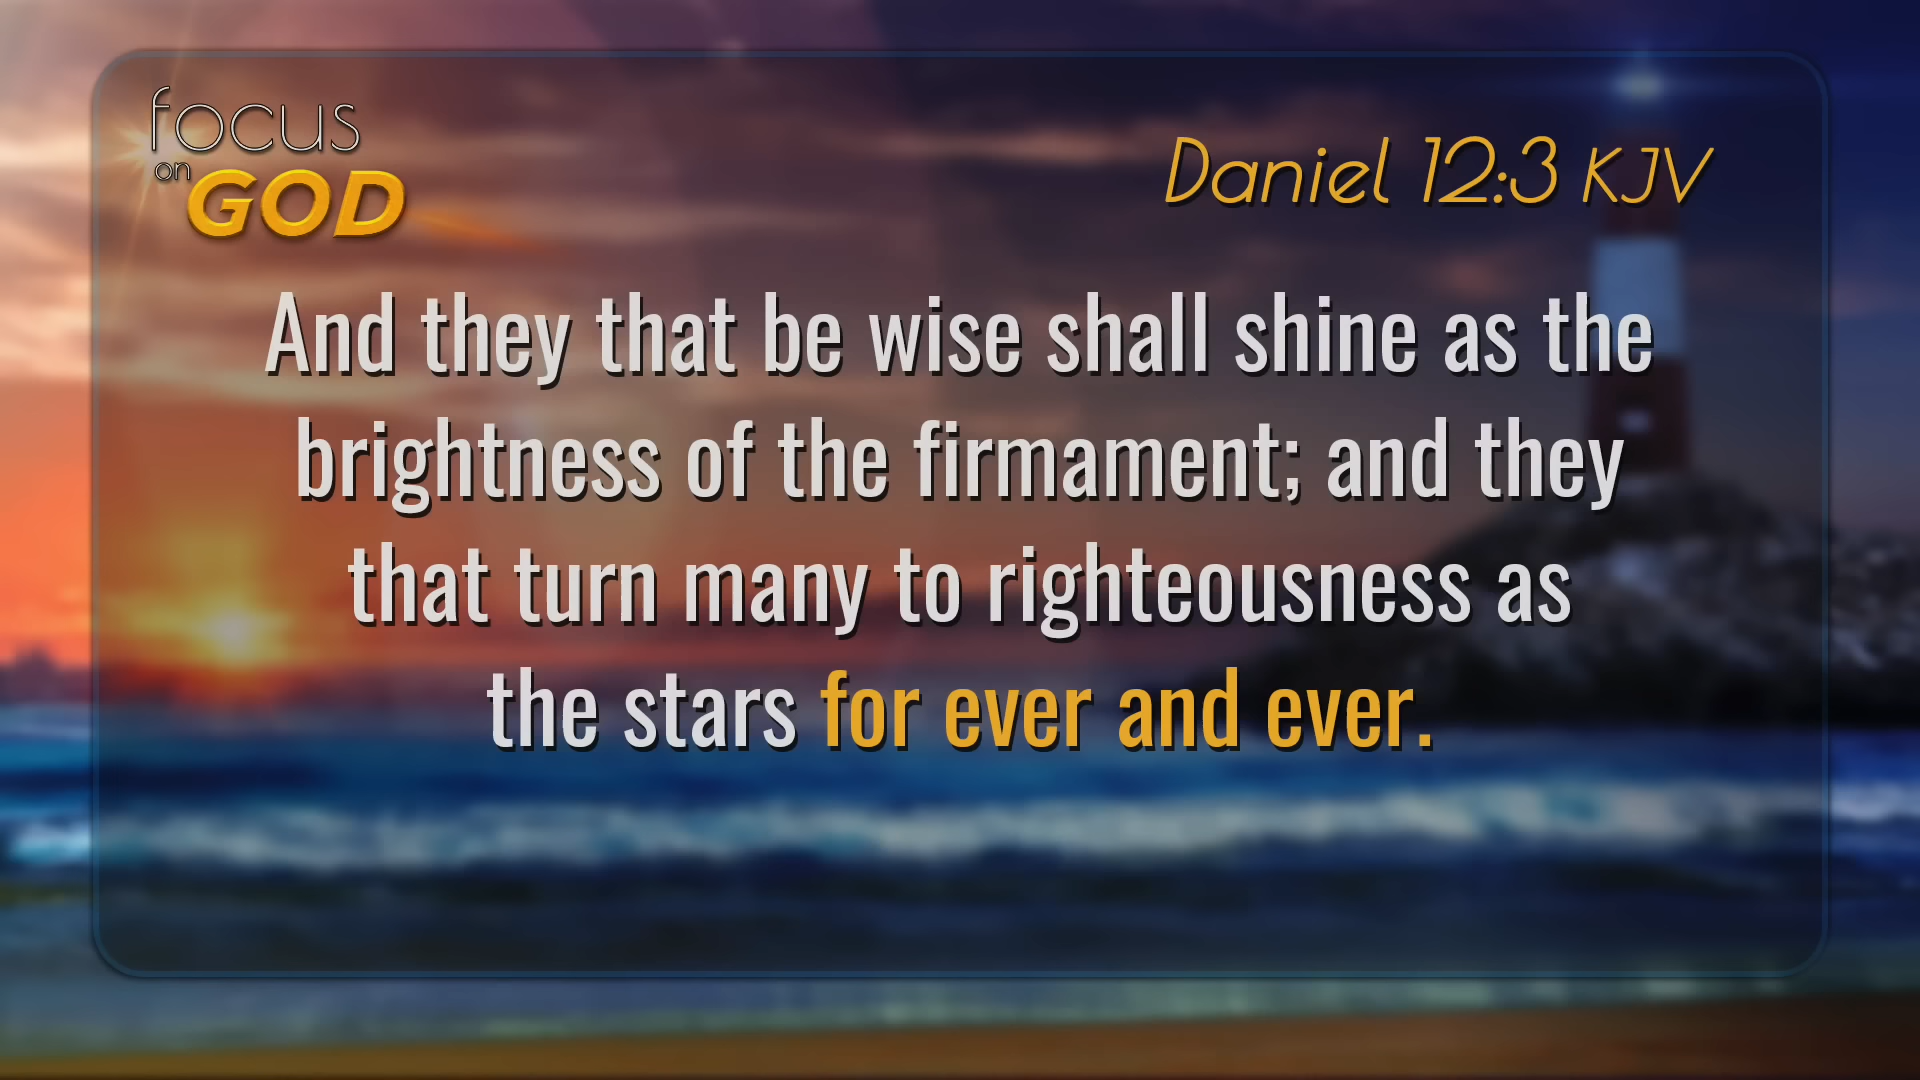 focus
on
GOD
Daniel 12:3 KJV
And they that be wise shall shine as the
brightness of the firmament; and they
that turn many to righteousness as
the stars for ever and ever.